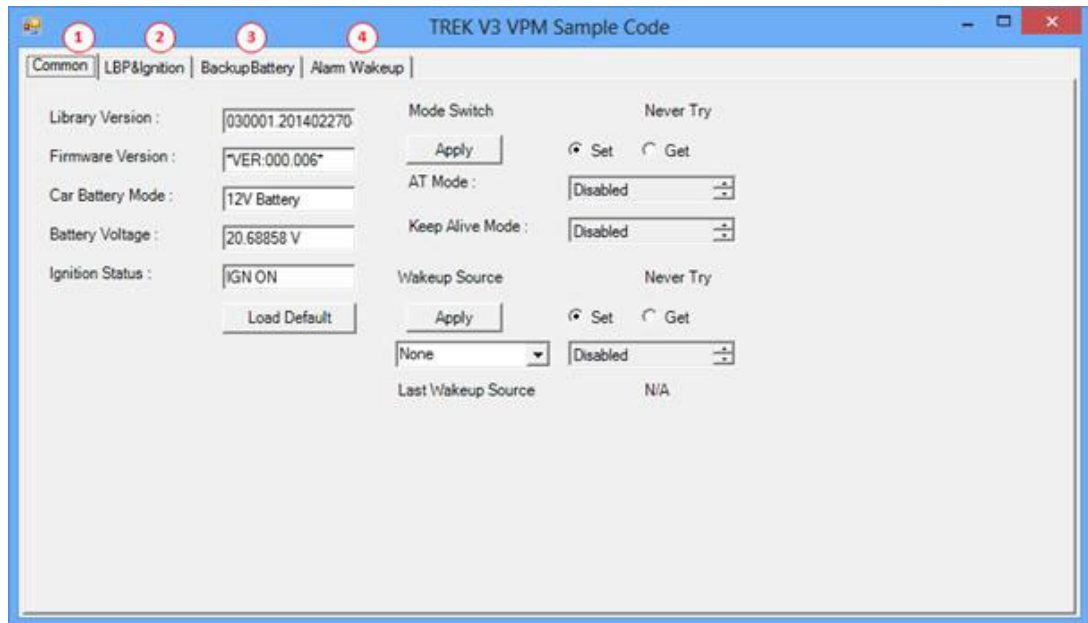 TREK V3 VPM Sample Code
1 2 3 4
Common LBP&Ignition BackupBattery Alarm Wakeup
Library Version : 030001.201402270
Firmware Version : "VER:000.006"
Car Battery Mode : 12V Battery
Battery Voltage : 20.68858 V
Ignition Status : IGN ON
Load Default
Mode Switch Never Try
Apply Set Get
AT Mode : Disabled
Keep Alive Mode : Disabled
Wakeup Source Never Try
Apply Set Get
None Disabled
Last Wakeup Source N/A